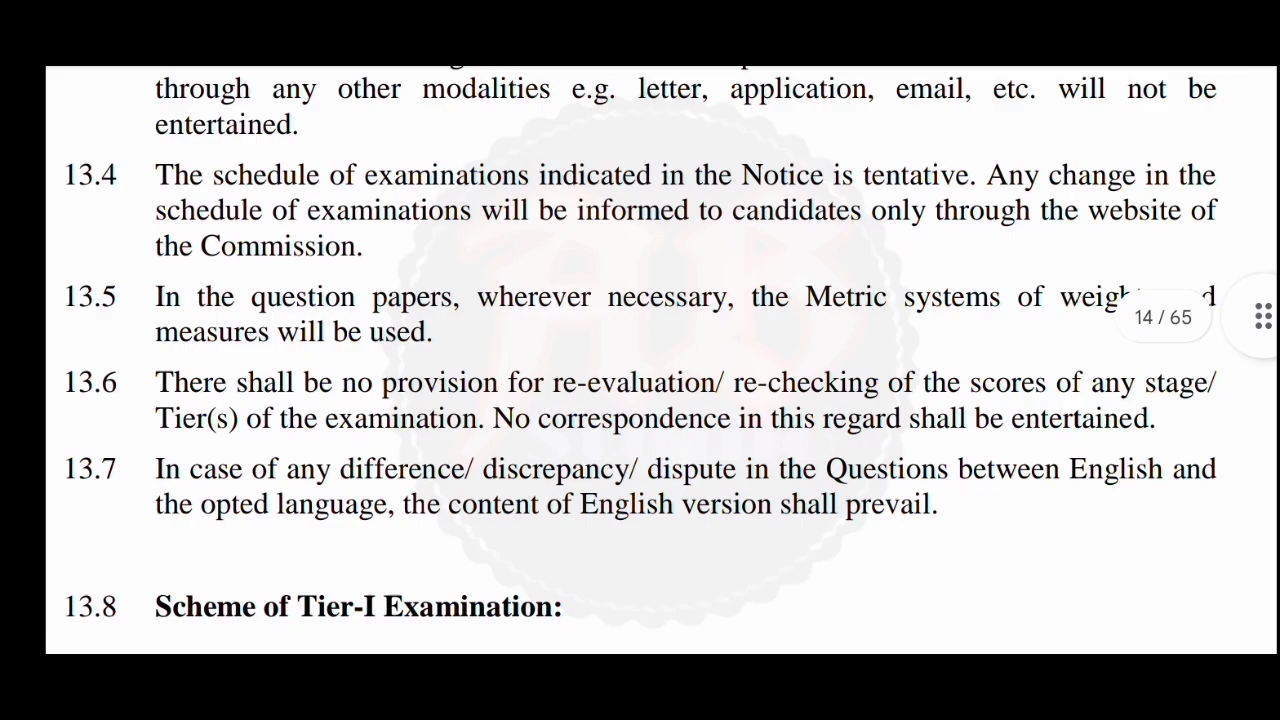 through any other modalities e.g. letter, application, email, etc. will not be
entertained.
13.4 The schedule of examinations indicated in the Notice is tentative. Any change in the
schedule of examinations will be informed to candidates only through the website of
the Commission.
13.5 In the question papers, wherever necessary, the Metric systems of
14 / 65
measures will be used.
13.6 There shall be no provision for re-evaluation/ re-checking of the scores of any stage/
Tier(s) of the examination. No correspondence in this regard shall be entertained.
13.7 In case of any difference/ discrepancy/ dispute in the Questions between English and
the opted language, the content of English version shall prevail.
13.8 Scheme of Tier-I Examination: